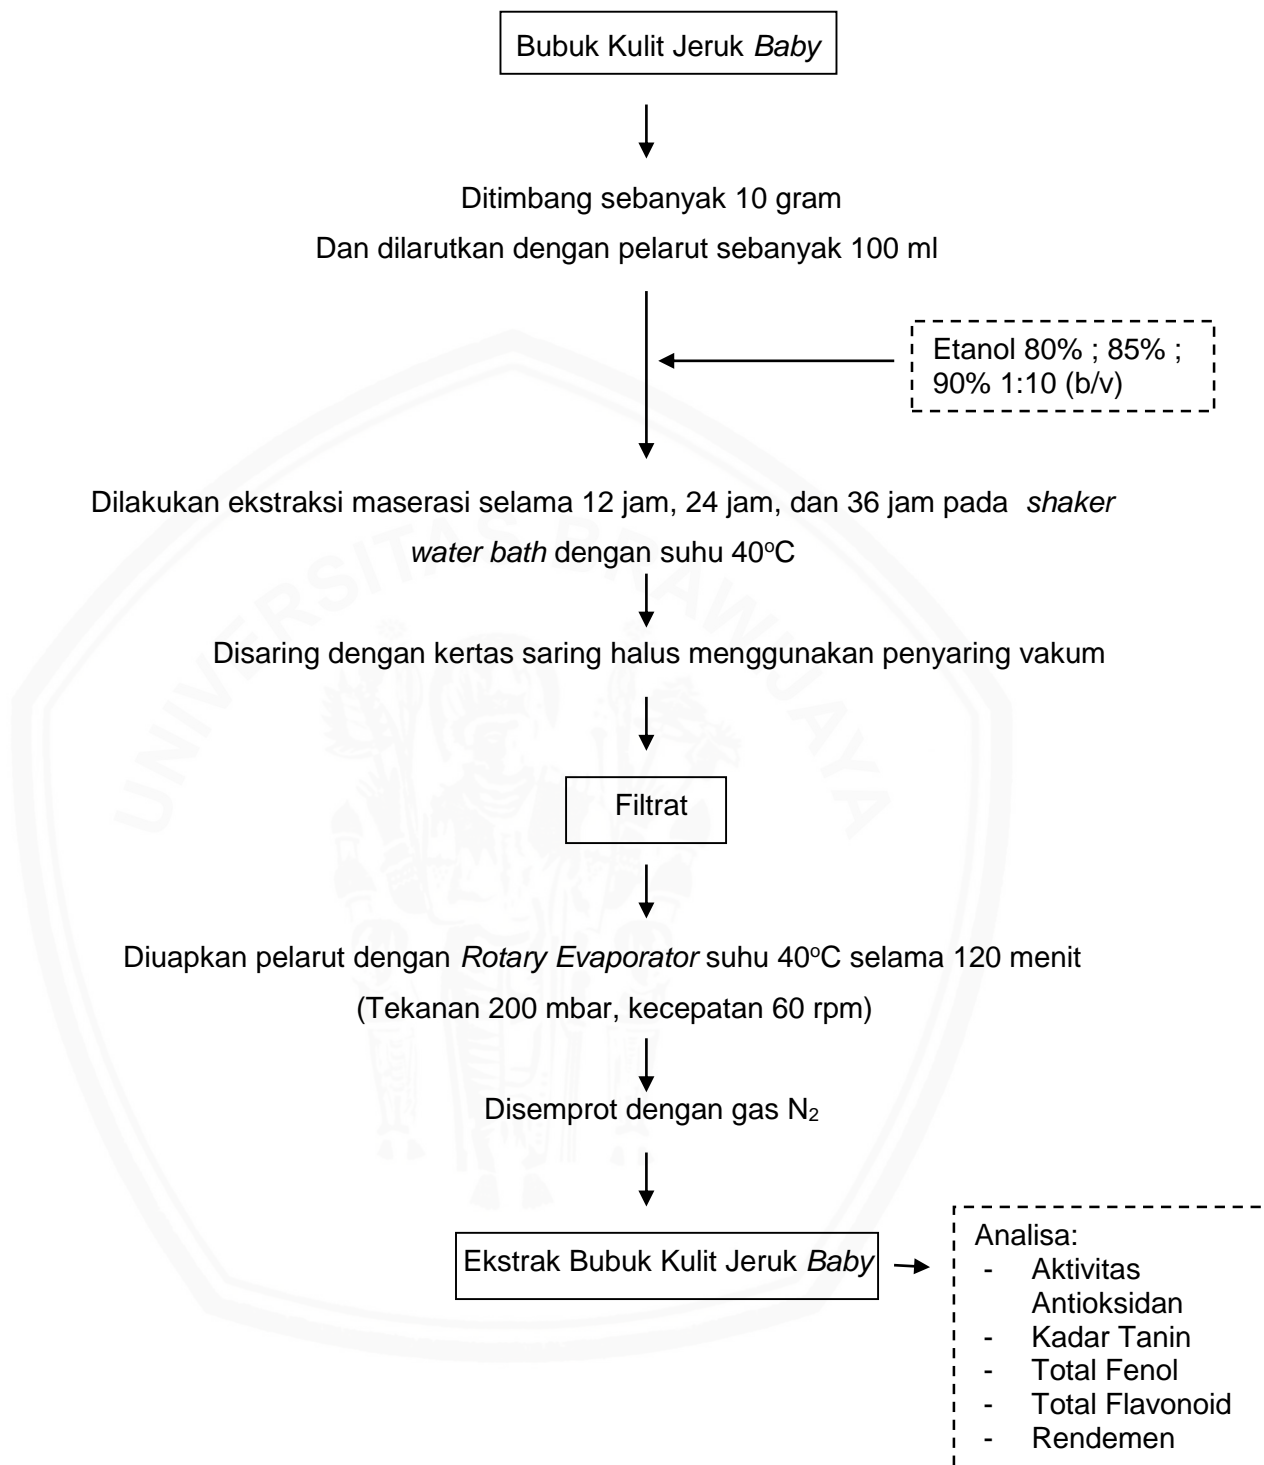 Bubuk Kulit Jeruk Baby
Ditimbang sebanyak 10 gram
Dan dilarutkan dengan pelarut sebanyak 100 ml
Etanol 80% ; 85% ;
90% 1:10 (b/v)
Dilakukan ekstraksi maserasi selama 12 jam, 24 jam, dan 36 jam pada shaker
water bath dengan suhu 40°C
Disaring dengan kertas saring halus menggunakan penyaring vakum
Filtrat
Diuapkan pelarut dengan Rotary Evaporator suhu 40°C selama 120 menit
(Tekanan 200 mbar, kecepatan 60 rpm)
Disemprot dengan gas N₂
Ekstrak Bubuk Kulit Jeruk Baby
Analisa:
- Aktivitas
Antioksidan
- Kadar Tanin
- Total Fenol
- Total Flavonoid
- Rendemen
UNIVERSITAS BRAWIJAYA